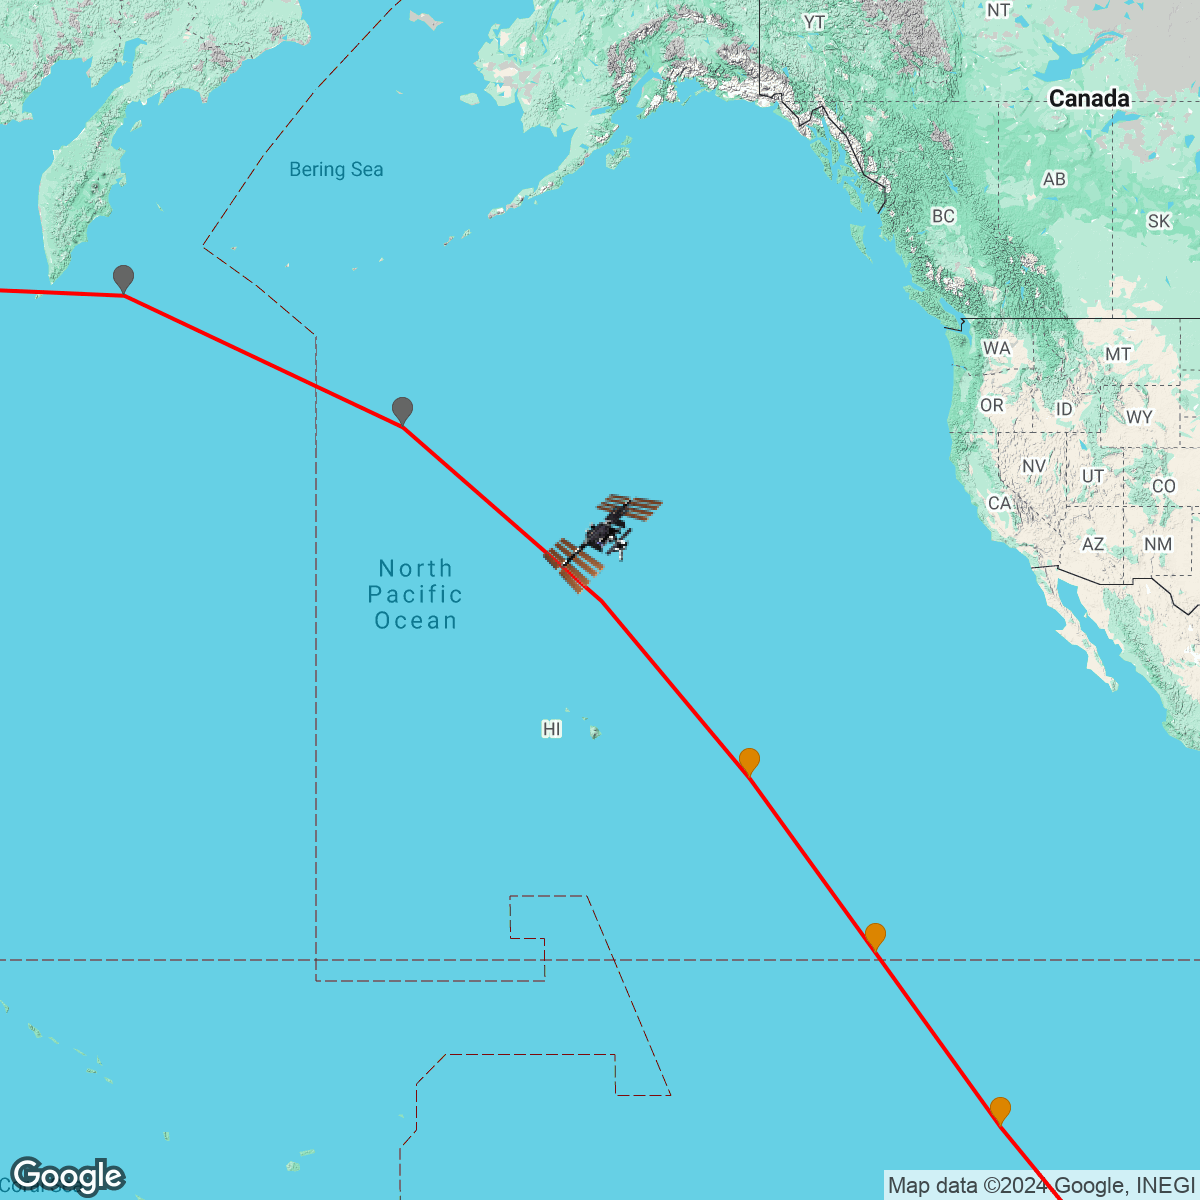 NT
YT
Canada
Bering Sea
AB
BC
SK
WA
MT
OR
ID
WY
NV
UT
CO
CA
AZ
NM
North
Pacific
Ocean
HI
Google
Map data ©2024 Google, INEGI